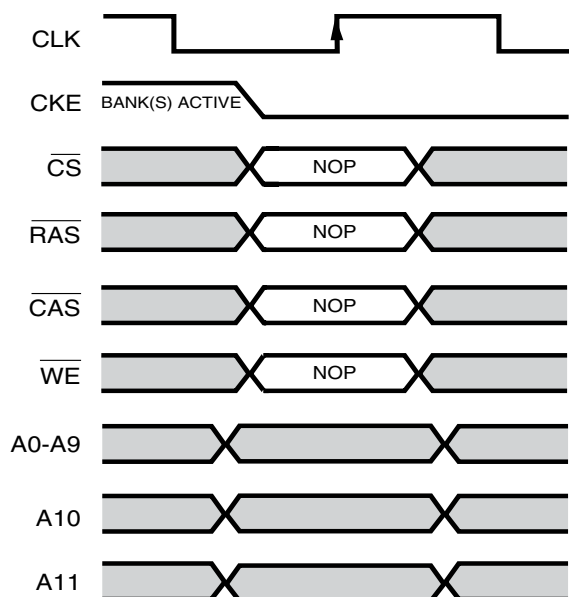 CLK
CKE BANK(S) ACTIVE
CS NOP
RAS NOP
CAS NOP
WE NOP
A0-A9
A10
A11